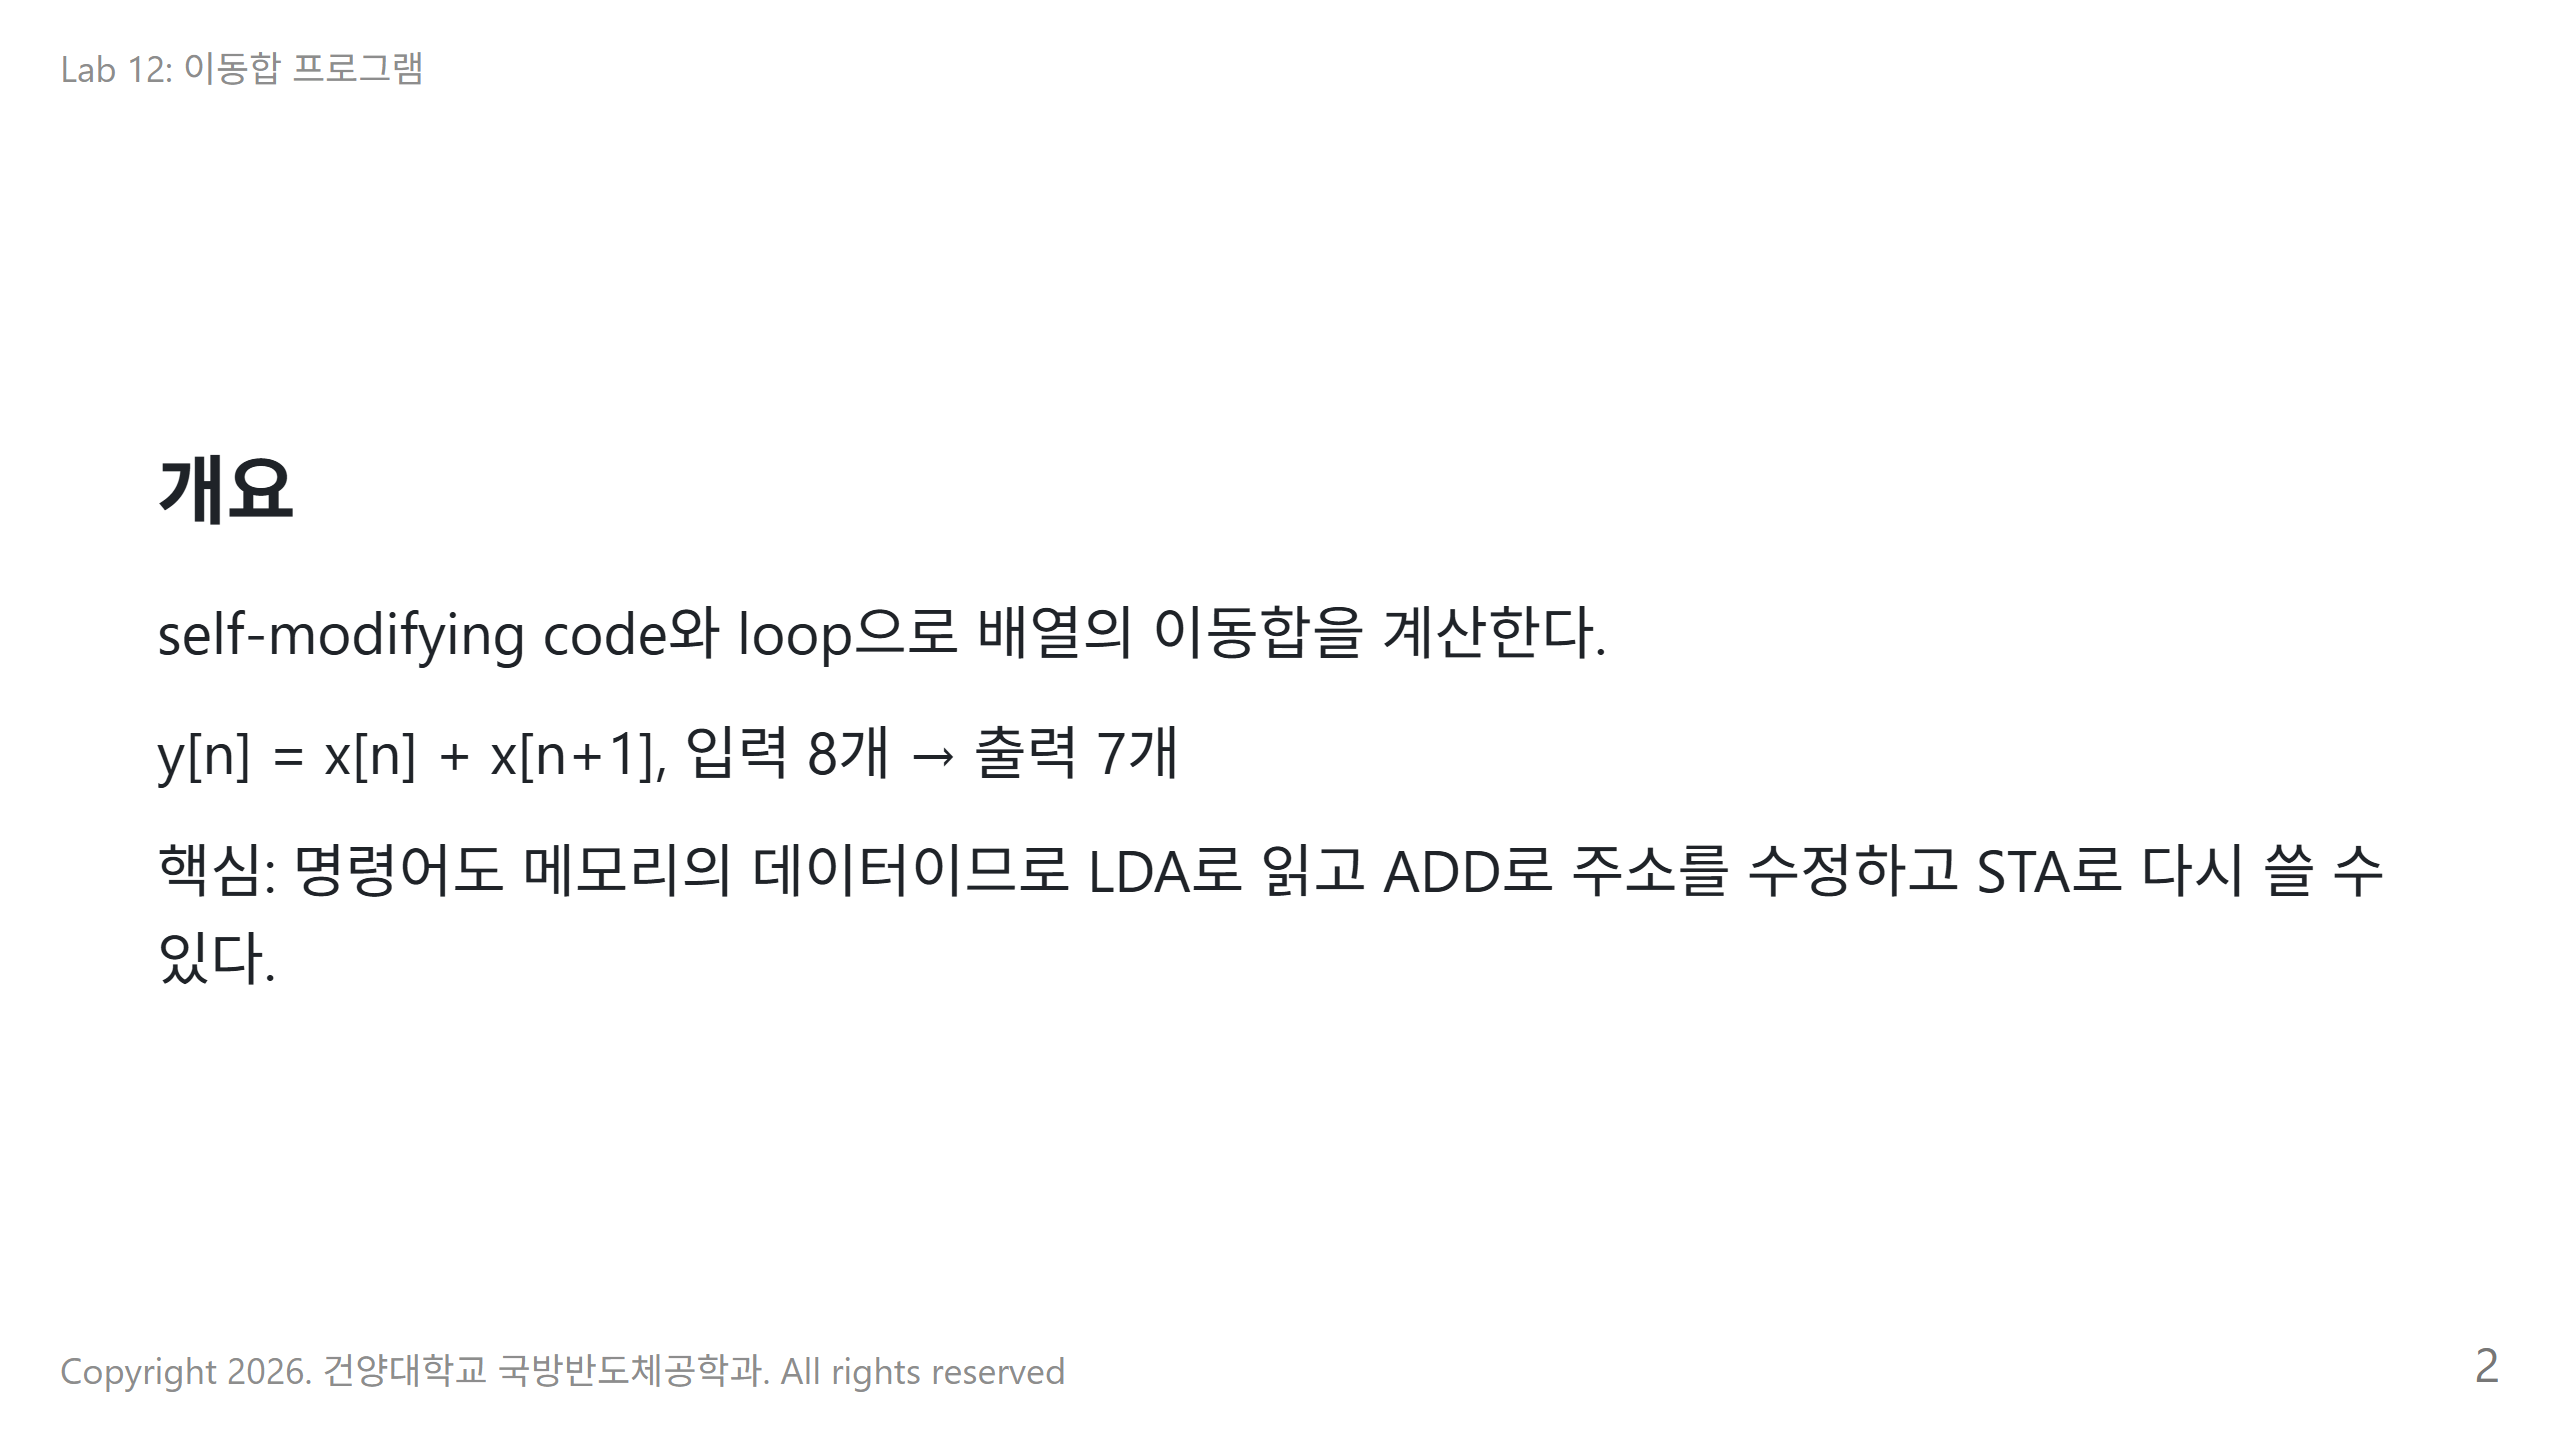 Lab 12: 이동합 프로그램
개요
self-modifying code와 loop으로 배열의 이동합을 계산한다.
y[n] = x[n] + x[n+1], 입력 8개 → 출력 7개
핵심: 명령어도 메모리의 데이터이므로 LDA로 읽고 ADD로 주소를 수정하고 STA로 다시 쓸 수
있다.
Copyright 2026. 건양대학교 국방반도체공학과. All rights reserved
2